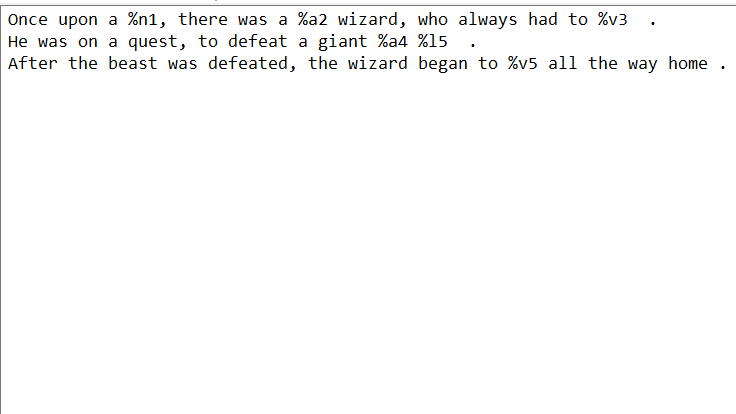 Once upon a %n1, there was a %a2 wizard, who always had to %v3  .
He was on a quest, to defeat a giant %a4 %l5  .
After the beast was defeated, the wizard began to %v5 all the way home .